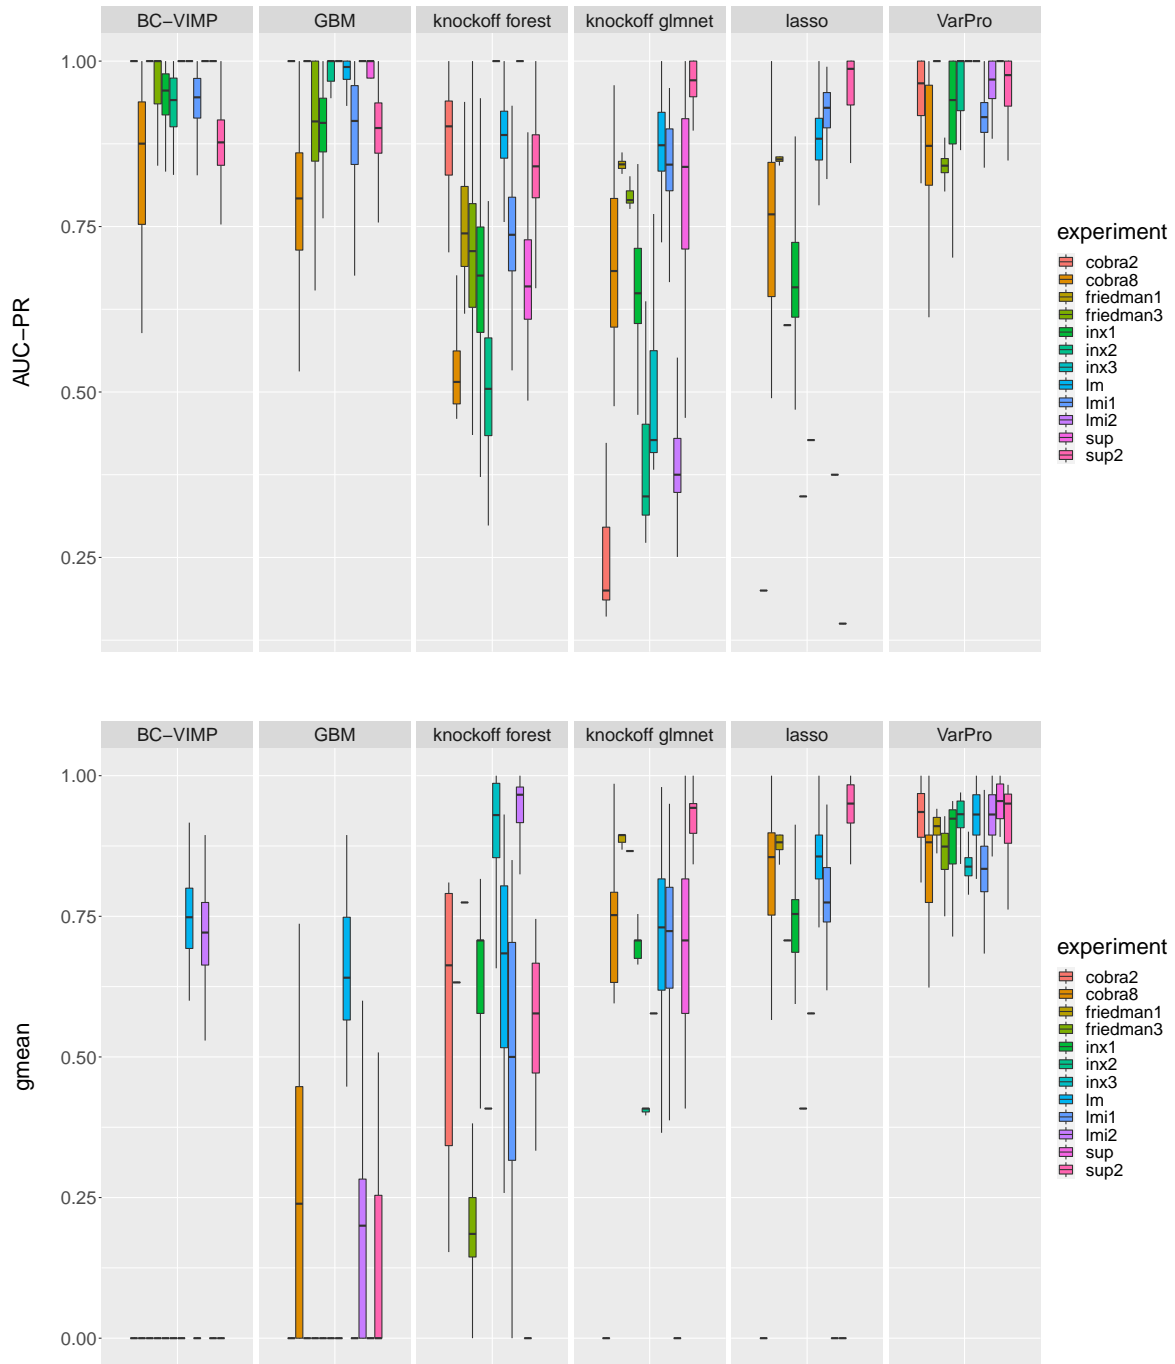 BC−VIMP GBM knockoff forest knockoff glmnet lasso VarPro
1.00
0.75
0.50
0.25
AUC−PR
experiment
cobra2
cobra8
friedman1
friedman3
inx1
inx2
inx3
lm
lmi1
lmi2
sup
sup2
BC−VIMP GBM knockoff forest knockoff glmnet lasso VarPro
1.00
0.75
0.50
0.25
0.00
gmean
experiment
cobra2
cobra8
friedman1
friedman3
inx1
inx2
inx3
lm
lmi1
lmi2
sup
sup2